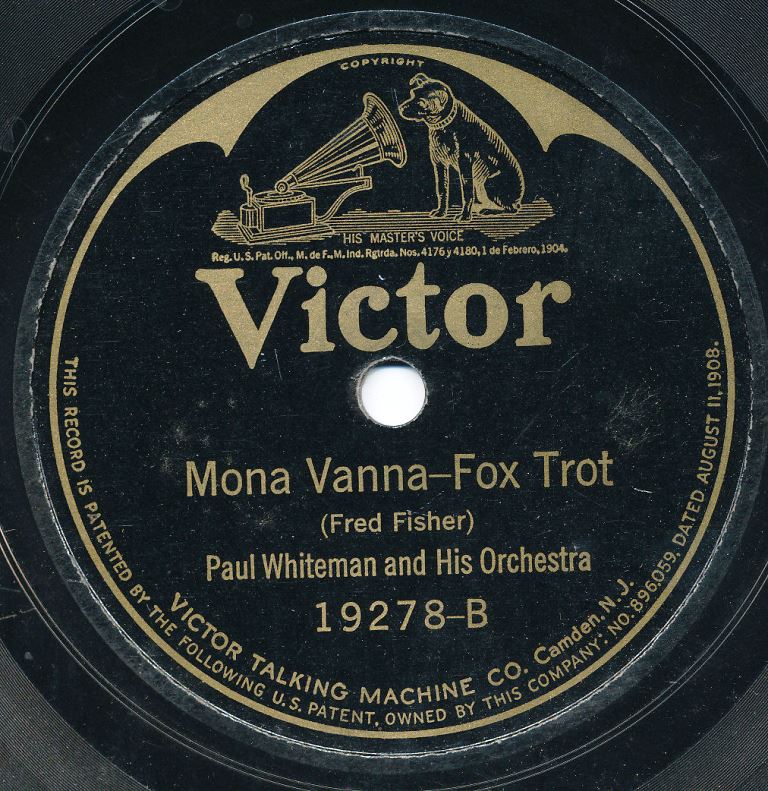 COPYRIGHT
HIS MASTER'S VOICE
Reg. U. S. Pat. Off., M. de F., M. Ind. Rgtrda. Nos. 4176 y 4180, 1 de Febrero, 1904.
Victor
Mona Vanna–Fox Trot
(Fred Fisher)
Paul Whiteman and His Orchestra
19278–B
VICTOR TALKING MACHINE CO. Camden, N. J.
THIS RECORD IS PATENTED BY THE FOLLOWING U.S. PATENT, OWNED BY THIS COMPANY: NO. 896,059, DATED AUGUST 11, 1908.